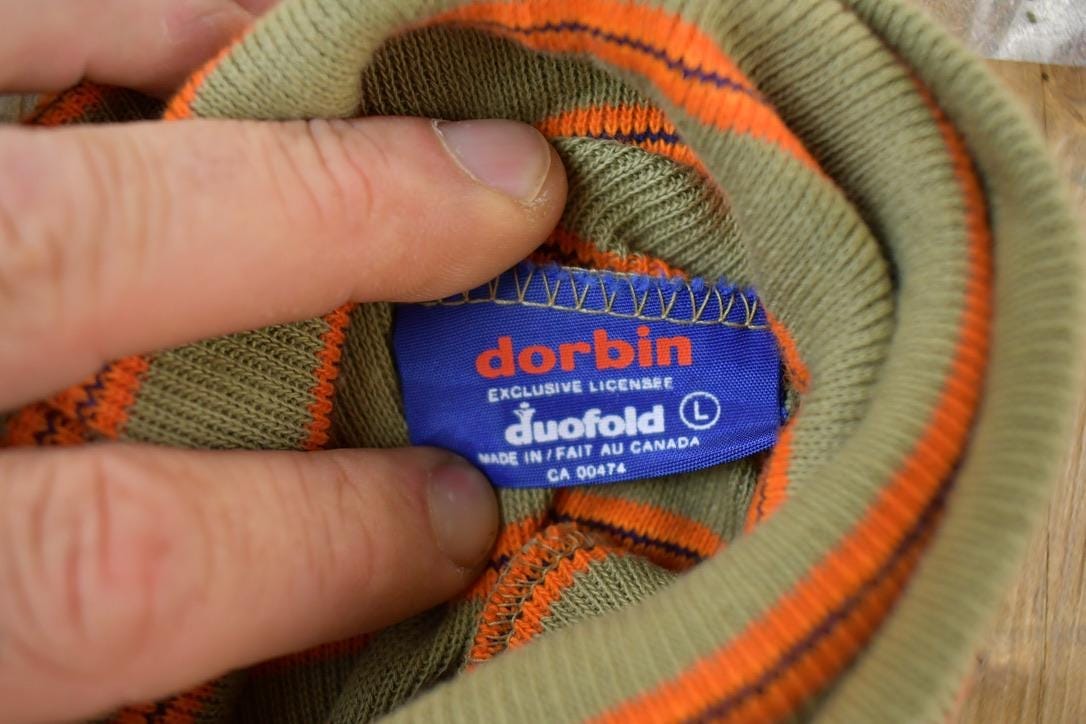 dorbin
EXCLUSIVE LICENSEE
duofold L
MADE IN / FAIT AU CANADA
CA 00474